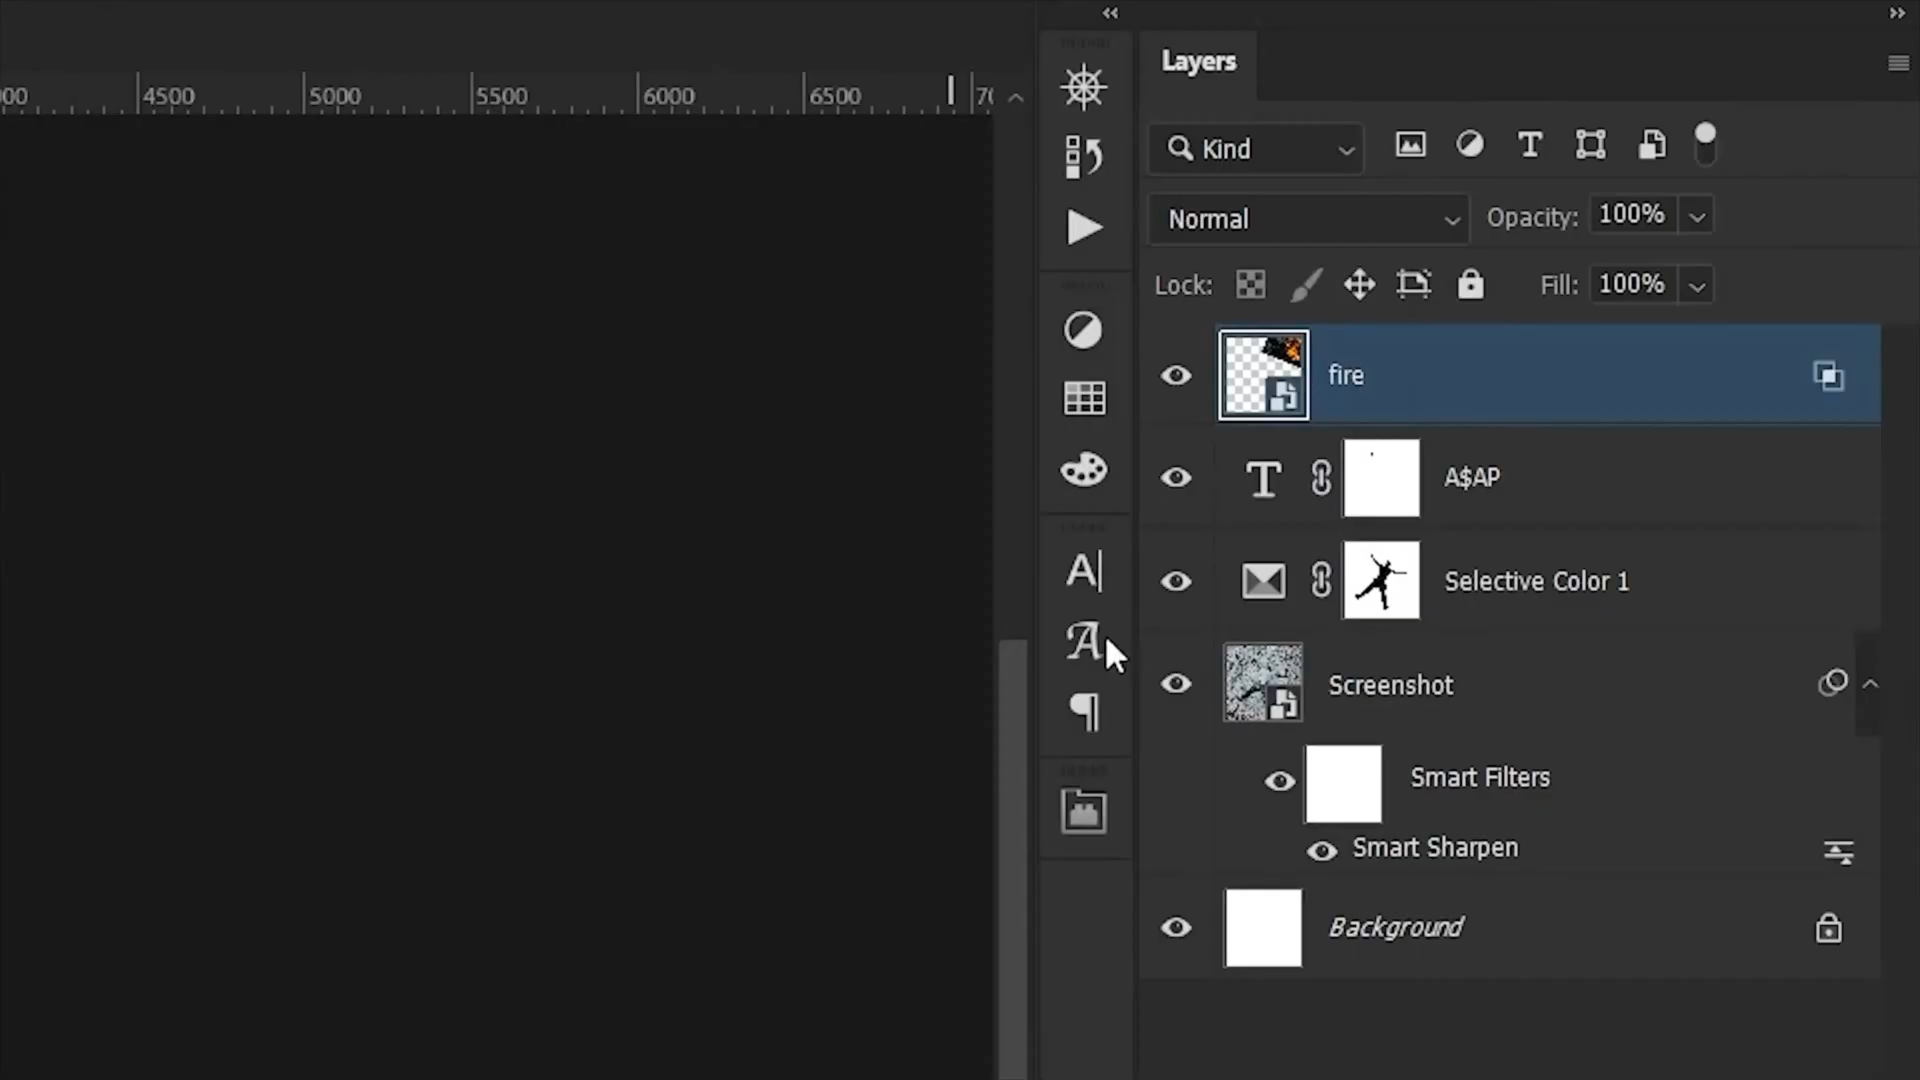 Layers
00 4500 5000 5500 6000 6500 70
Kind
Normal Opacity: 100%
Lock: Fill: 100%
fire
A$AP
Selective Color 1
Screenshot
Smart Filters
Smart Sharpen
Background